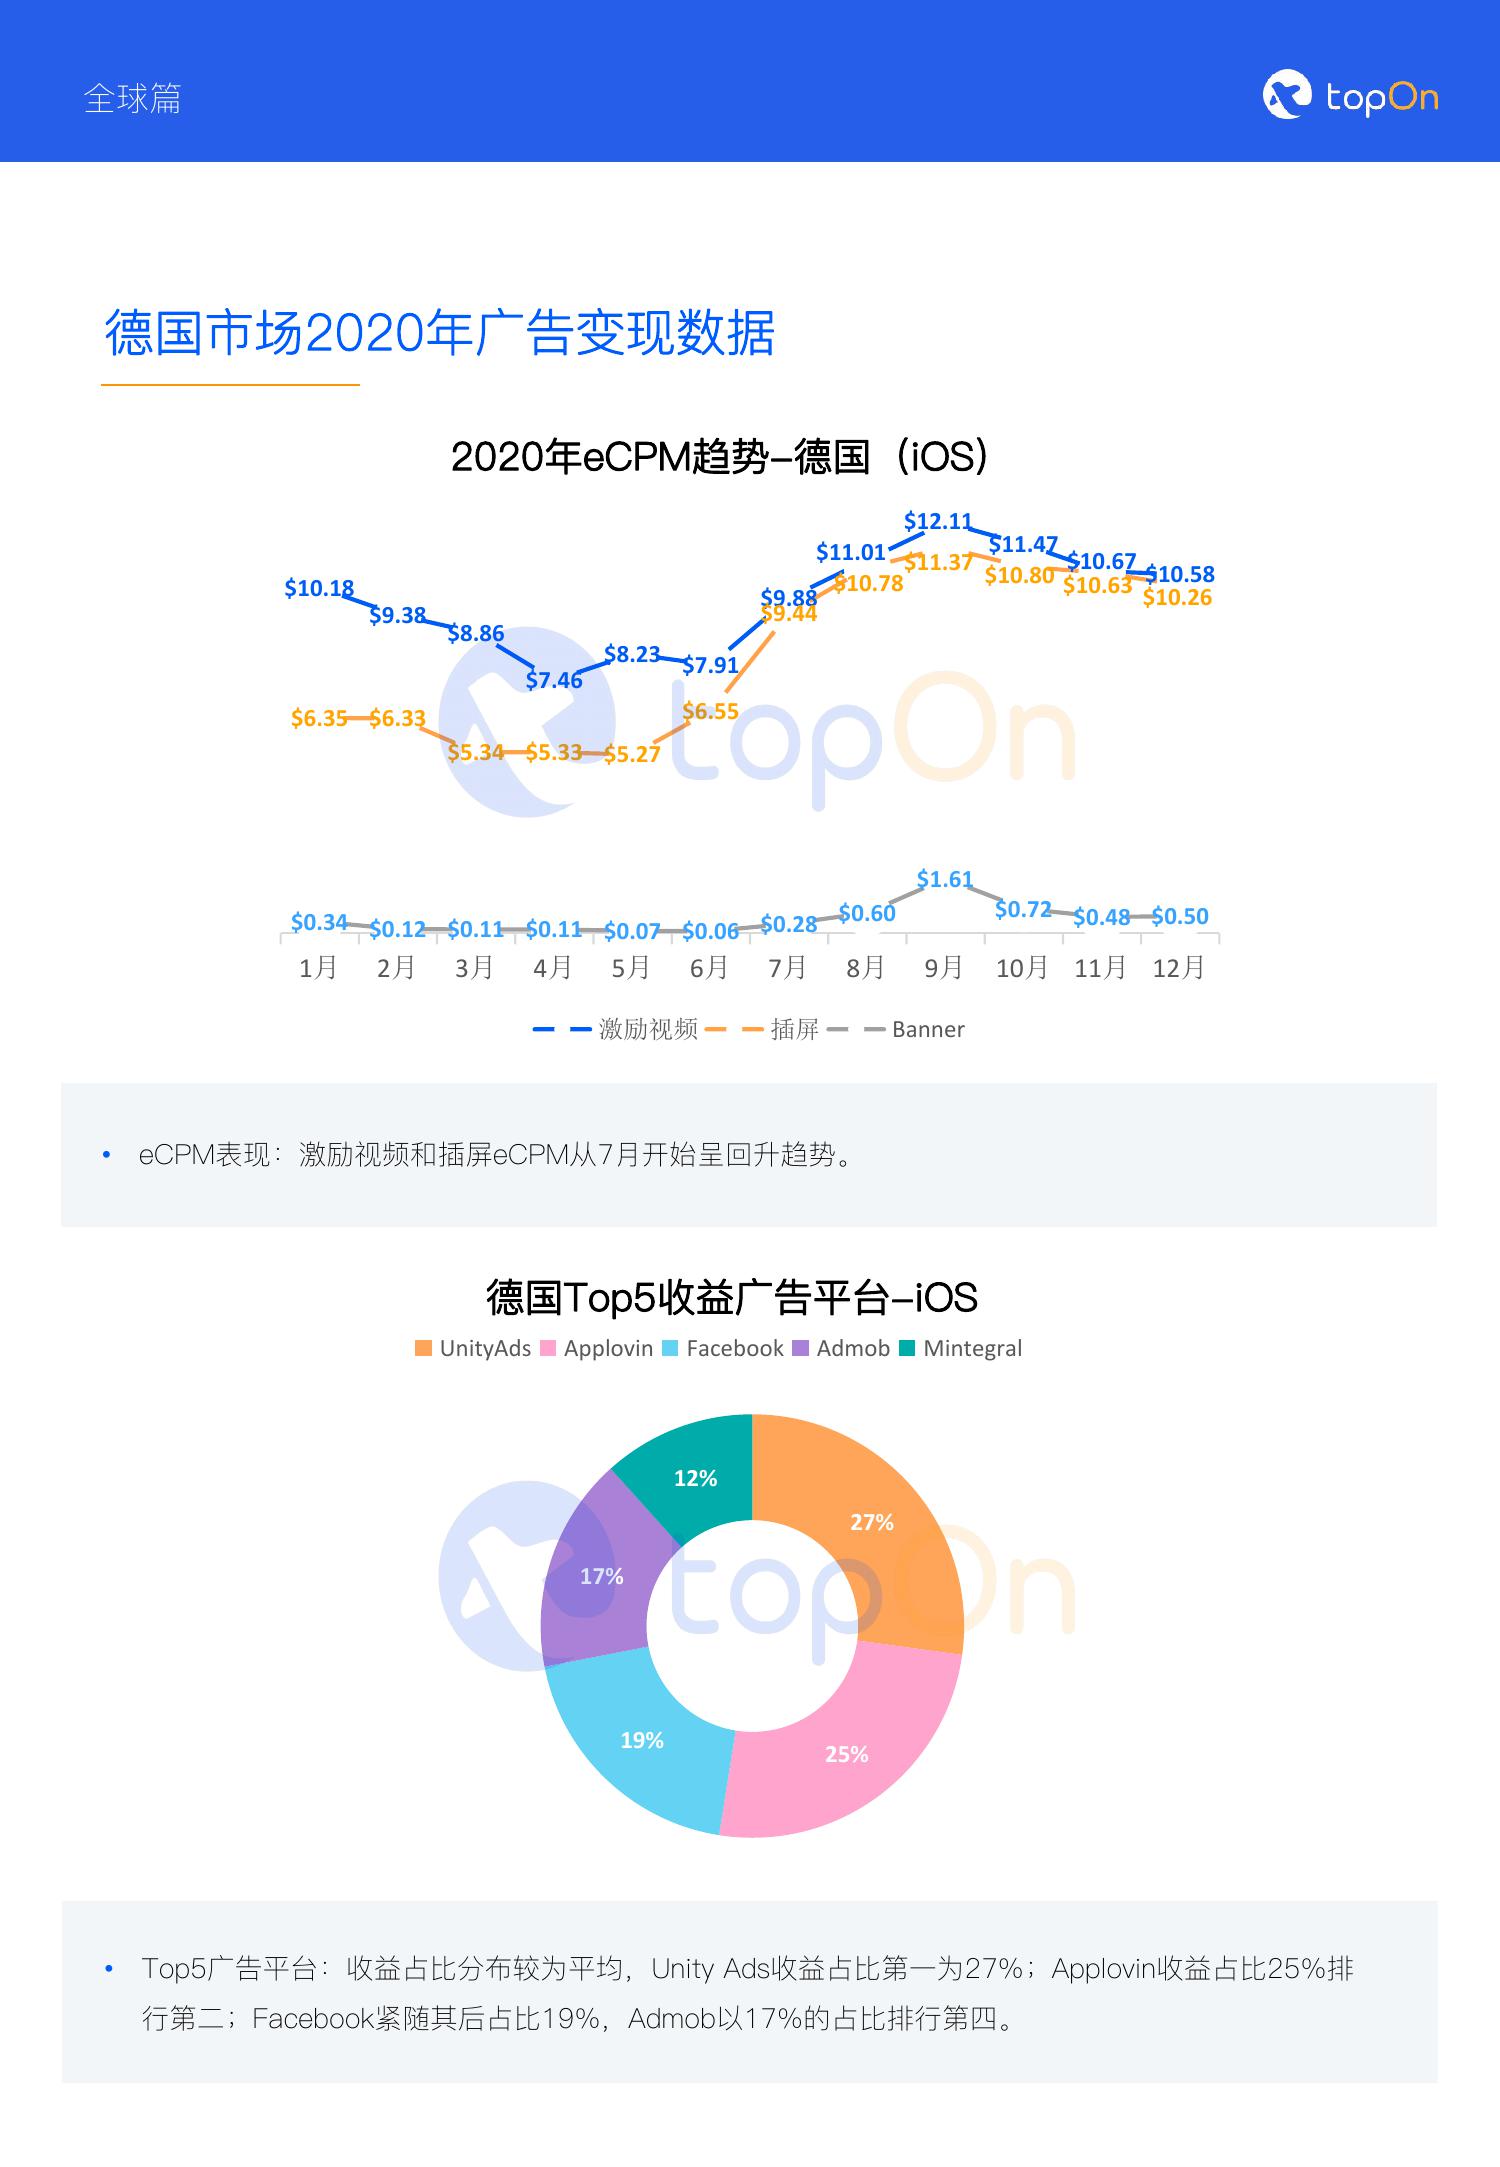 全球篇
topOn
德国市场2020年广告变现数据
2020年eCPM趋势-德国（iOS）
$12.11
$11.47
$11.01
$10.67
$10.58
$11.37
$10.80
$10.78
$10.63
$10.26
$10.18
$9.88
$9.38
$9.44
$8.86
$8.23
$7.91
$7.46
$6.35 $6.33 $6.55
$5.34 $5.33 $5.27
topOn
$1.61
$0.34 $0.12 $0.11 $0.11 $0.07 $0.06 $0.28 $0.60 $0.72 $0.48 $0.50
1月 2月 3月 4月 5月 6月 7月 8月 9月 10月 11月 12月
激励视频 插屏 Banner
• eCPM表现：激励视频和插屏eCPM从7月开始呈回升趋势。
德国Top5收益广告平台-iOS
UnityAds Applovin Facebook Admob Mintegral
12%
27%
17%
topOn
19%
25%
• Top5广告平台：收益占比分布较为平均，Unity Ads收益占比第一为27%；Applovin收益占比25%排
行第二；Facebook紧随其后占比19%，Admob以17%的占比排行第四。